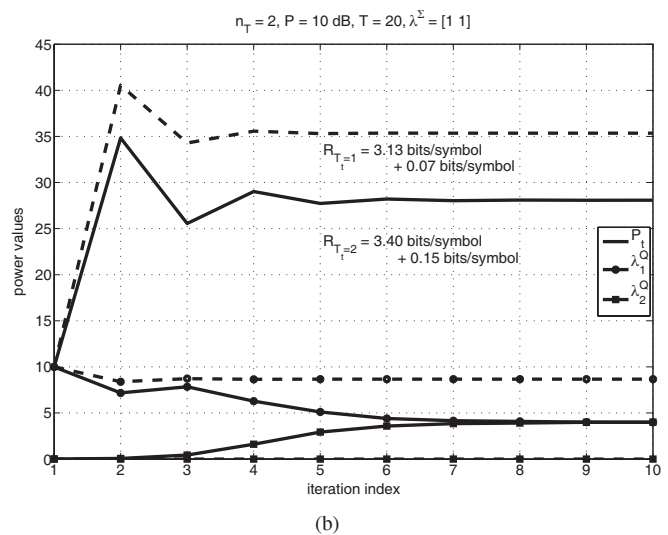 n_T = 2, P = 10 dB, T = 20, λ^Σ = [1 1]
45
40
35
30
25
20
15
10
5
0
power values
R_{T_t=1} = 3.13 bits/symbol
+ 0.07 bits/symbol
R_{T_t=2} = 3.40 bits/symbol
+ 0.15 bits/symbol
P_t
λ_1^Q
λ_2^Q
1 2 3 4 5 6 7 8 9 10
iteration index
(b)